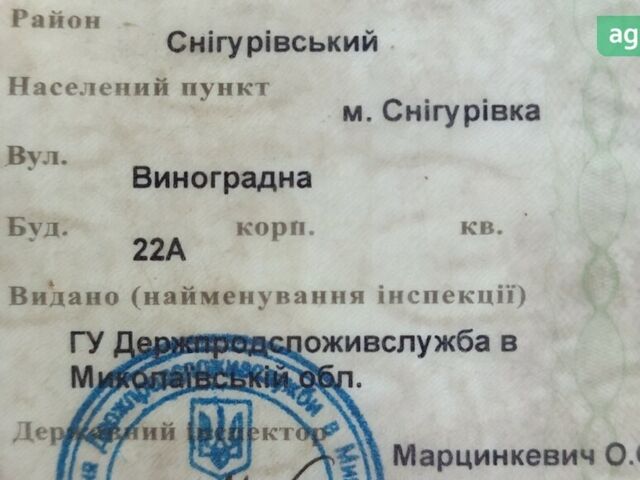 Район
Снігурівський
ag
Населений пункт
м. Снігурівка
Вул.
Виноградна
Буд. корп. кв.
22А
Видано (найменування інспекції)
ГУ Держпродспоживслужба в
Миколаївській обл.
Державний інспектор
Марцинкевич О.